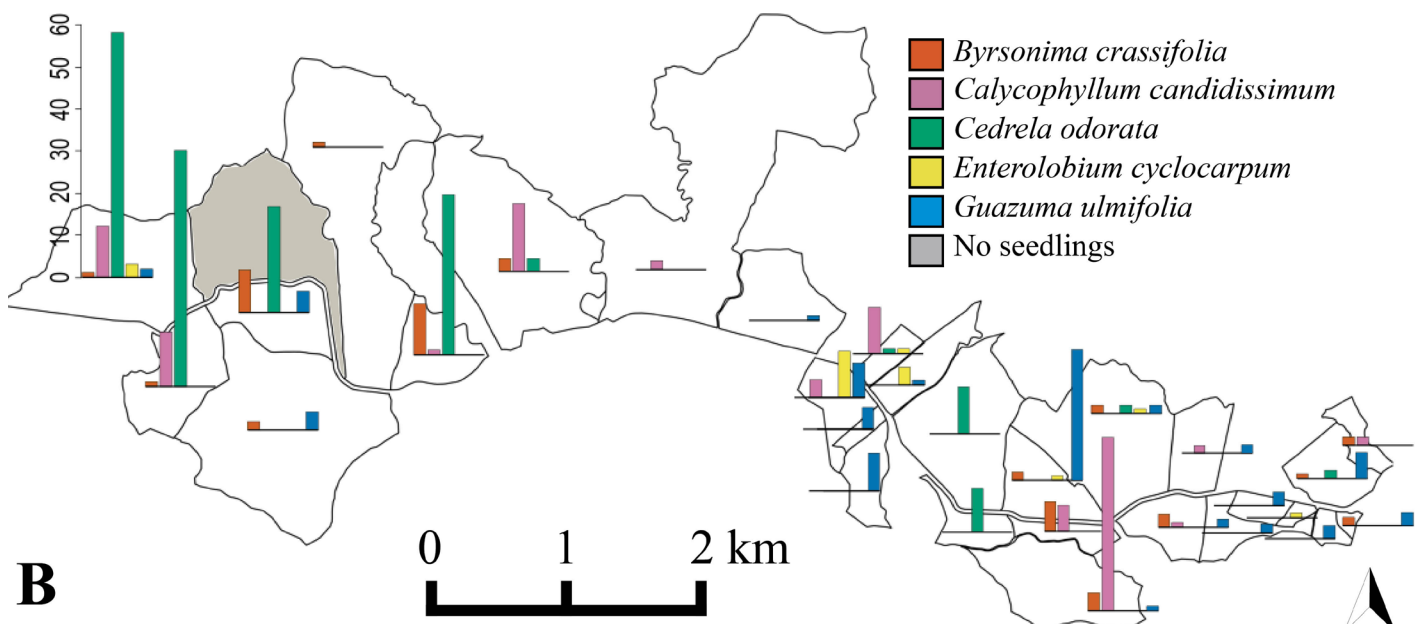 60
50
40
30
20
10
0
Byrsonima crassifolia
Calycophyllum candidissimum
Cedrela odorata
Enterolobium cyclocarpum
Guazuma ulmifolia
No seedlings
0 1 2 km
B